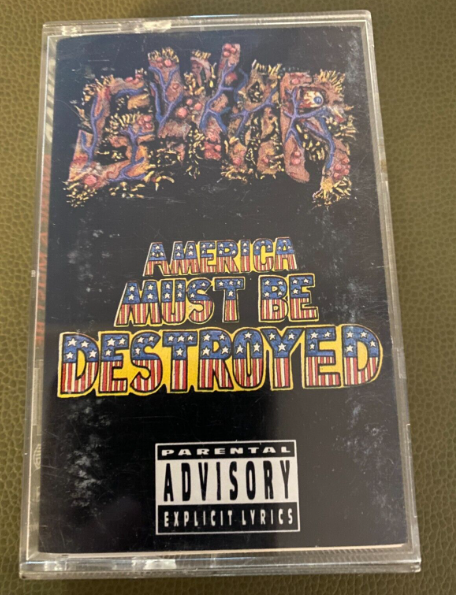 GWAR
AMERICA
MUST BE
DESTROYED
PARENTAL
ADVISORY
EXPLICIT LYRICS